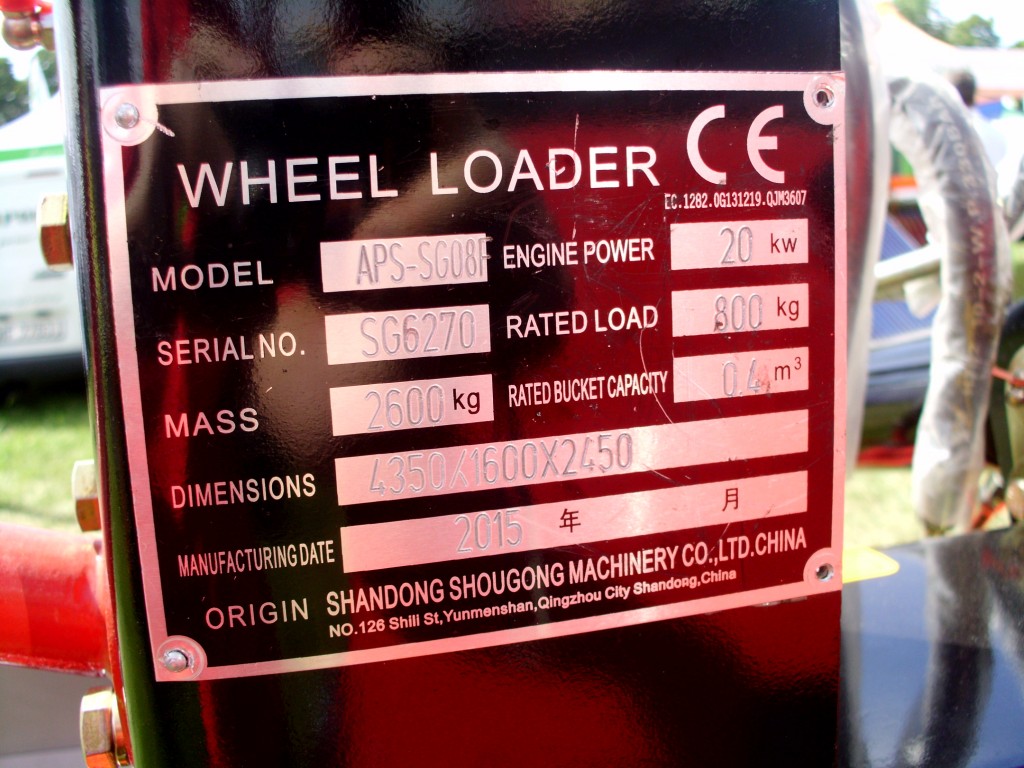 WHEEL LOADER CE
EC.1282.0G131219.QJM3607
MODEL APS-SG08F ENGINE POWER 20 kw
SERIAL NO. SG6270 RATED LOAD 800 kg
MASS 2600 kg RATED BUCKET CAPACITY 0.4 m³
DIMENSIONS 4350X1600X2450
MANUFACTURING DATE 2015 年 月
ORIGIN SHANDONG SHOUGONG MACHINERY CO.,LTD.CHINA
NO.126 Shili St,Yunmenshan,Qingzhou City Shandong,China